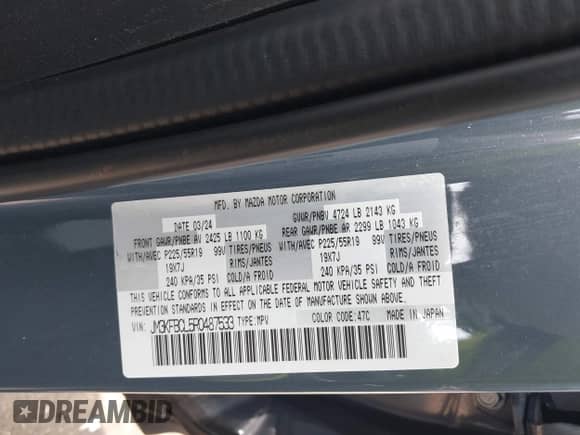 MFD. BY MAZDA MOTOR CORPORATION
DATE 03/24 GVWR/PNBV 4724 LB 2143 KG
FRONT GAWR/PNBE AV 2425 LB 1100 KG REAR GAWR/PNBE AR 2299 LB 1043 KG
WITH/AVEC P225/55R19 99V TIRES/PNEUS WITH/AVEC P225/55R19 99V TIRES/PNEUS
19X7J RIMS/JANTES 19X7J RIMS/JANTES
240 KPA/35 PSI COLD/A FROID 240 KPA/35 PSI COLD/A FROID
THIS VEHICLE CONFORMS TO ALL APPLICABLE FEDERAL MOTOR VEHICLE SAFETY AND THEFT
PREVENTION STANDARDS IN EFFECT ON THE DATE OF MANUFACTURE SHOWN ABOVE.
VIN: JM3KFBCL5R0487533 TYPE:MPV COLOR CODE:47C MADE IN JAPAN
DREAMBID